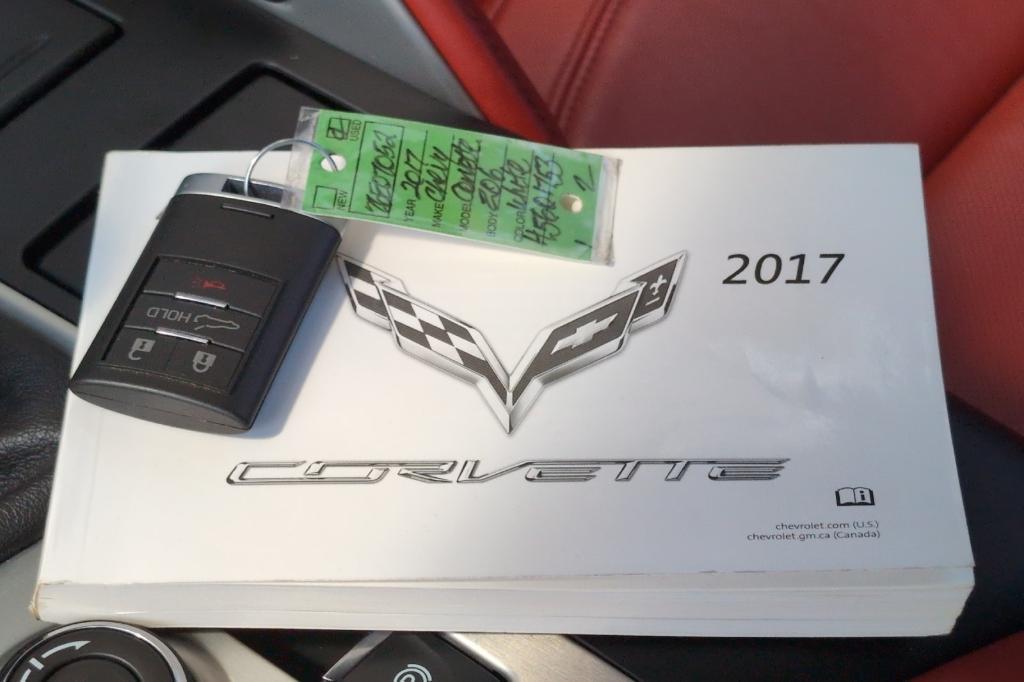 USED
NEW
YEAR 2017
MAKE Chev
MODEL Corvette
BODY 2Dr
COLOR White
HOLD
2017
CORVETTE
chevrolet.com (U.S.)
chevrolet.gm.ca (Canada)